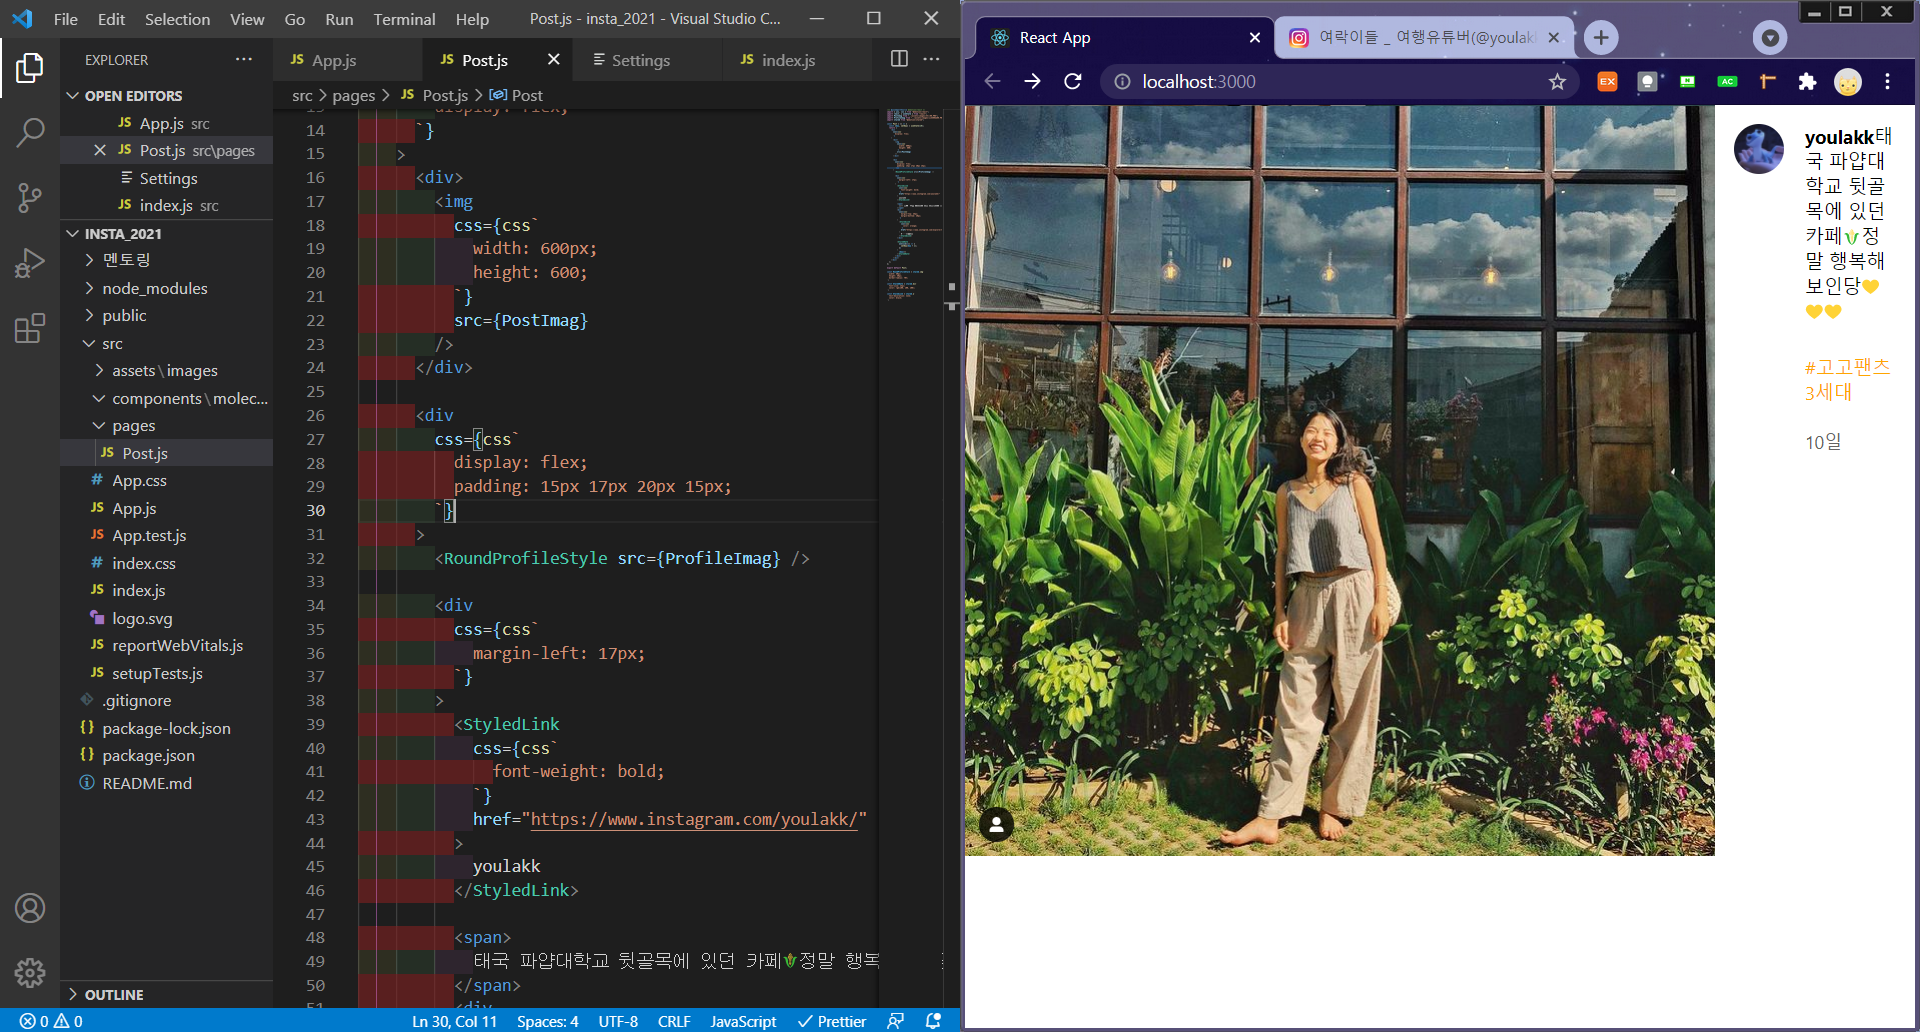 File Edit Selection View Go Run Terminal Help Post.js - insta_2021 - Visual Studio C...
EXPLORER ...
OPEN EDITORS
JS App.js src
JS Post.js src\pages
Settings
JS index.js src
INSTA_2021
멘토링
node_modules
public
src
assets\images
components\molec...
pages
JS Post.js
# App.css
JS App.js
JS App.test.js
# index.css
JS index.js
logo.svg
JS reportWebVitals.js
JS setupTests.js
.gitignore
{} package-lock.json
{} package.json
README.md
OUTLINE
JS App.js
JS Post.js
Settings
JS index.js
src > pages > JS Post.js > Post
display: flex;
14 `}
15 >
16 <div>
17 <img
18 css={css`
19 width: 600px;
20 height: 600;
21 `}
22 src={PostImag}
23 />
24 </div>
25
26 <div
27 css={css`
28 display: flex;
29 padding: 15px 17px 20px 15px;
30 `}
31 >
32 <RoundProfileStyle src={ProfileImag} />
33
34 <div
35 css={css`
36 margin-left: 17px;
37 `}
38 >
39 <StyledLink
40 css={css`
41 font-weight: bold;
42 `}
43 href="https://www.instagram.com/youlakk/"
44 >
45 youlakk
46 </StyledLink>
47
48 <span>
49 태국 파얍대학교 뒷골목에 있던 카페🌽정말 행복
50 </span>
51 <div
0 0 Ln 30, Col 11 Spaces: 4 UTF-8 CRLF JavaScript Prettier
React App
여락이들 _ 여행유튜버(@youlak
localhost:3000
EX
AC
youlakk태
국 파얍대
학교 뒷골
목에 있던
카페🌽정
말 행복해
보인당💛
💛💛
#고고팬츠
3세대
10일